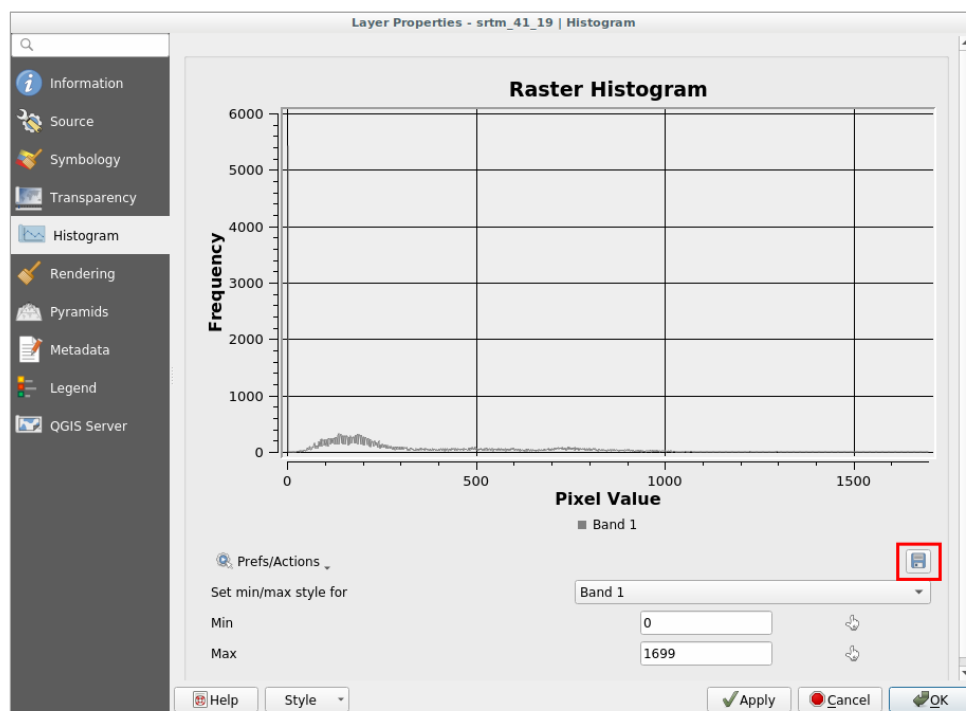 Layer Properties - srtm_41_19 | Histogram
Information
Source
Symbology
Transparency
Histogram
Rendering
Pyramids
Metadata
Legend
QGIS Server
Raster Histogram
6000
5000
4000
3000
2000
1000
0
Frequency
0 500 1000 1500
Pixel Value
Band 1
Prefs/Actions
Set min/max style for Band 1
Min 0
Max 1699
Help Style Apply Cancel OK